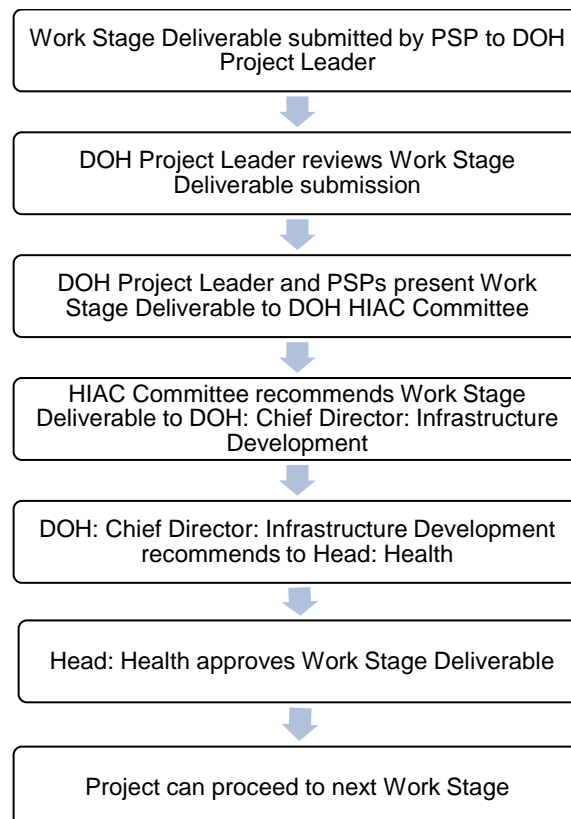 Work Stage Deliverable submitted by PSP to DOH
Project Leader
DOH Project Leader reviews Work Stage
Deliverable submission
DOH Project Leader and PSPs present Work
Stage Deliverable to DOH HIAC Committee
HIAC Committee recommends Work Stage
Deliverable to DOH: Chief Director: Infrastructure
Development
DOH: Chief Director: Infrastructure Development
recommends to Head: Health
Head: Health approves Work Stage Deliverable
Project can proceed to next Work Stage